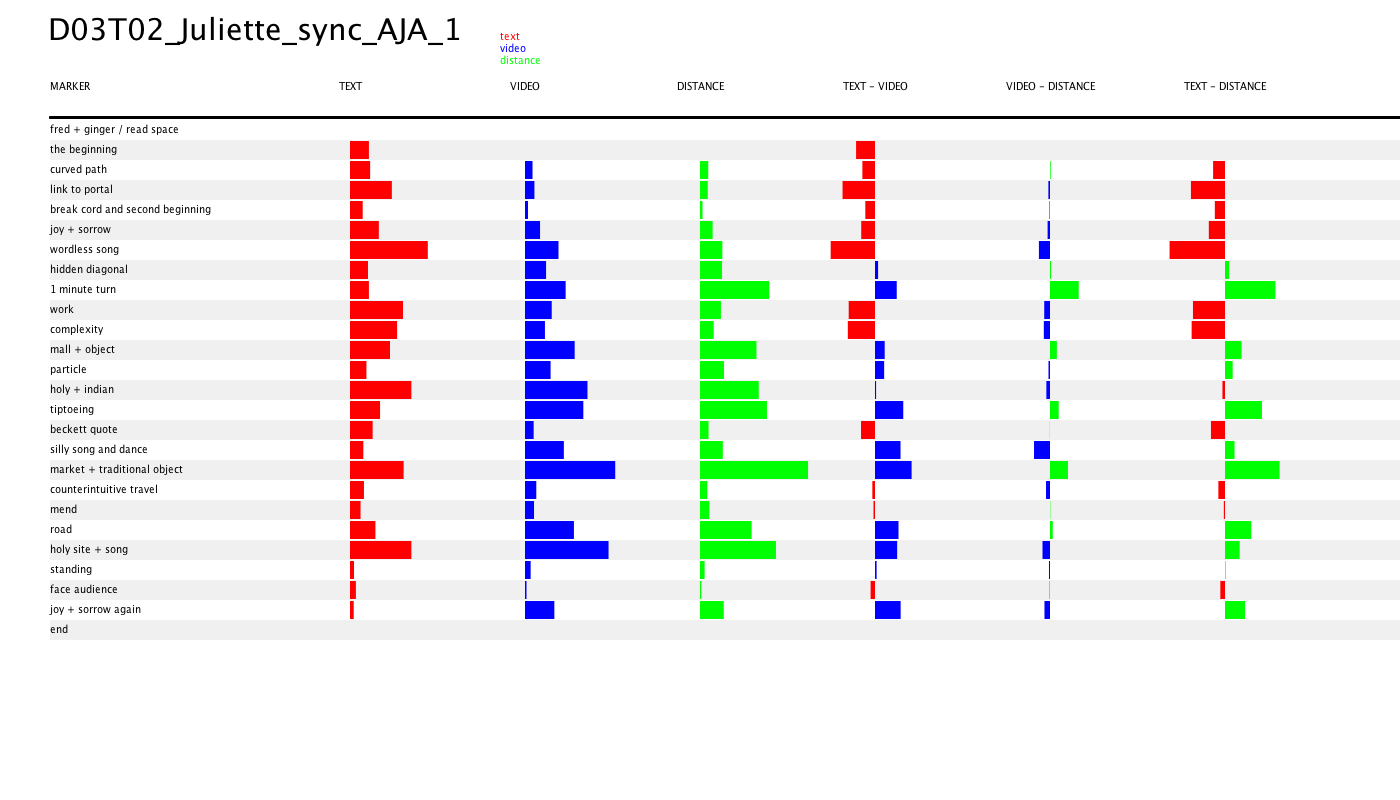 D03T02_Juliette_sync_AJA_1
text
video
distance
MARKER TEXT VIDEO DISTANCE TEXT - VIDEO VIDEO - DISTANCE TEXT - DISTANCE
fred + ginger / read space
the beginning
curved path
link to portal
break cord and second beginning
joy + sorrow
wordless song
hidden diagonal
1 minute turn
work
complexity
mall + object
particle
holy + indian
tiptoeing
beckett quote
silly song and dance
market + traditional object
counterintuitive travel
mend
road
holy site + song
standing
face audience
joy + sorrow again
end